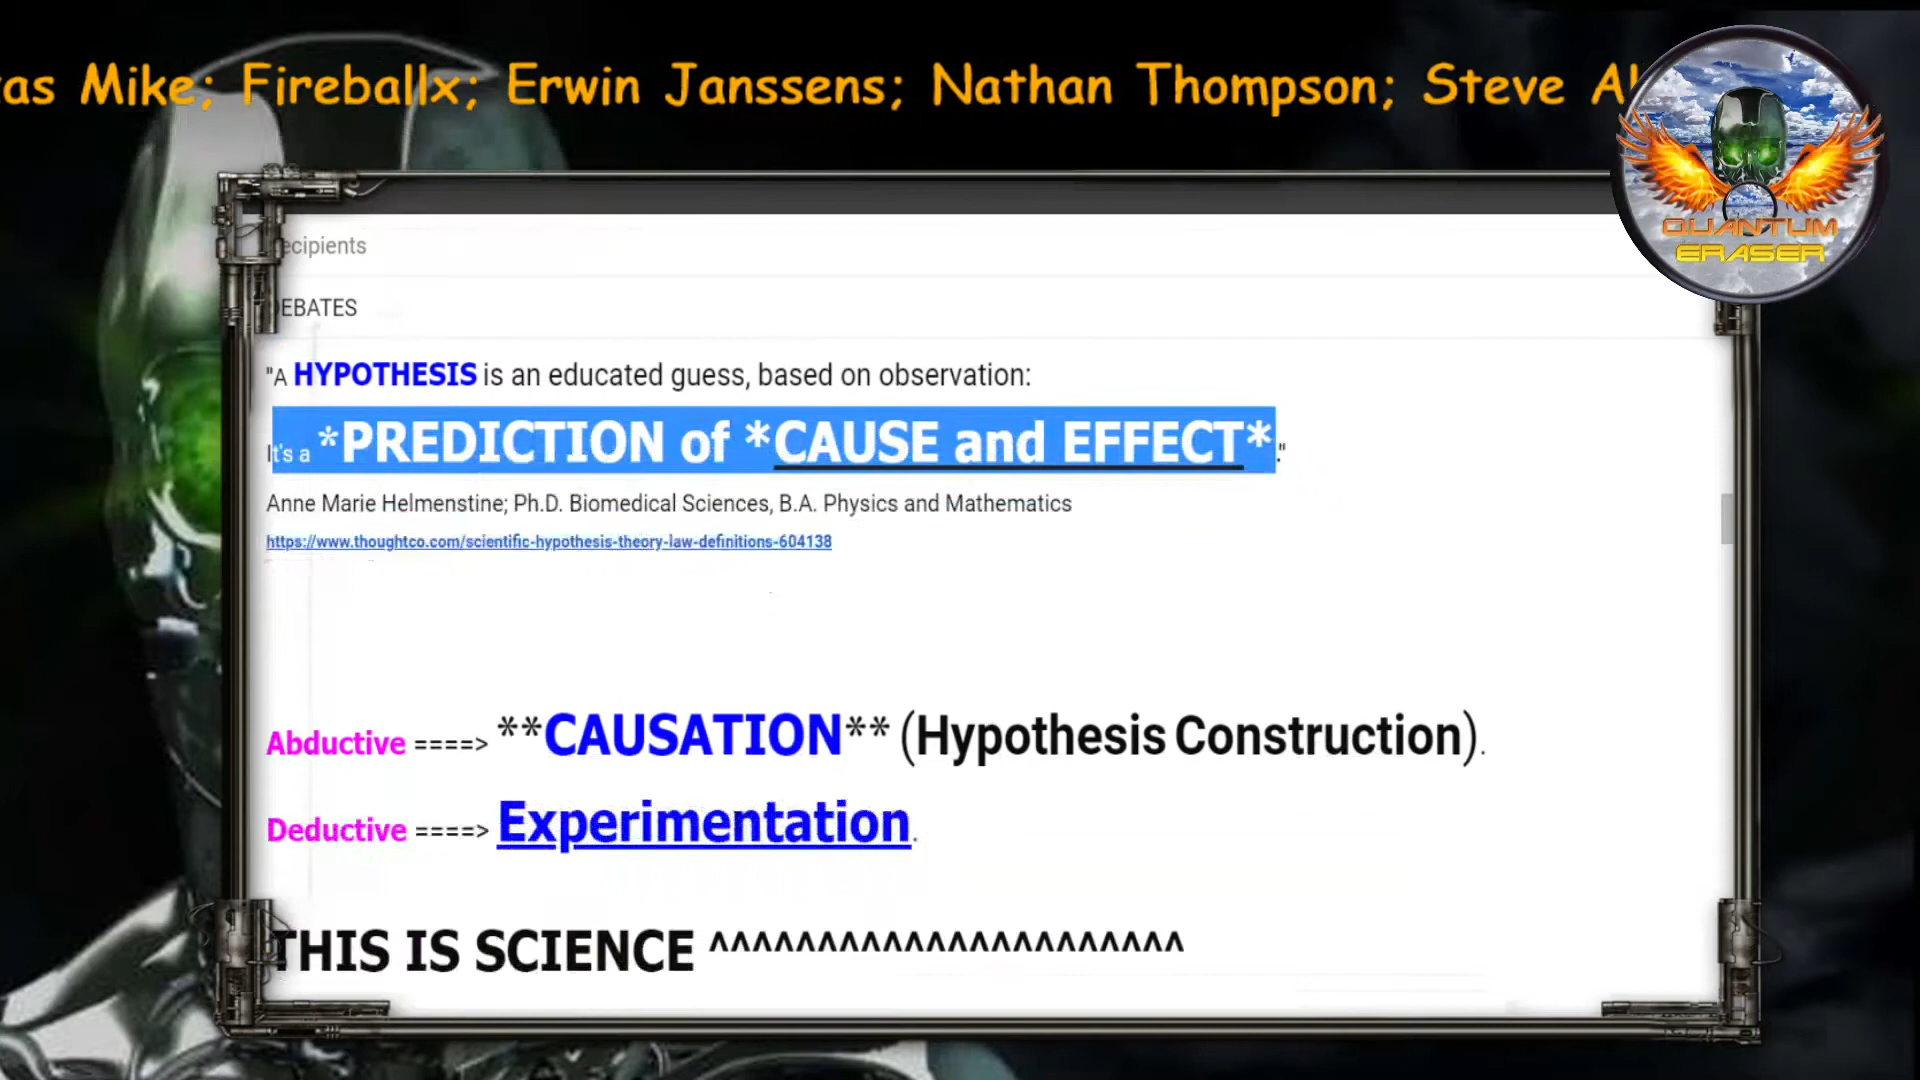 as Mike; Fireballx; Erwin Janssens; Nathan Thompson; Steve
QUANTUM
ERASER
ecipients
EBATES
"A HYPOTHESIS is an educated guess, based on observation:
It's a *PREDICTION of *CAUSE and EFFECT*."
Anne Marie Helmenstine; Ph.D. Biomedical Sciences, B.A. Physics and Mathematics
https://www.thoughtco.com/scientific-hypothesis-theory-law-definitions-604138
Abductive ====> **CAUSATION** (Hypothesis Construction).
Deductive ====> Experimentation.
THIS IS SCIENCE ^^^^^^^^^^^^^^^^^^^^^^